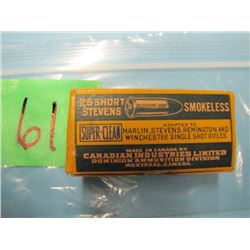 61
25 SHORT
STEVENS
SMOKELESS
SUPER-CLEAN
ADAPTED TO
MARLIN, STEVENS, REMINGTON AND
WINCHESTER SINGLE SHOT RIFLES
MADE IN CANADA BY
CANADIAN INDUSTRIES LIMITED
DOMINION AMMUNITION DIVISION
MONTREAL, CANADA.